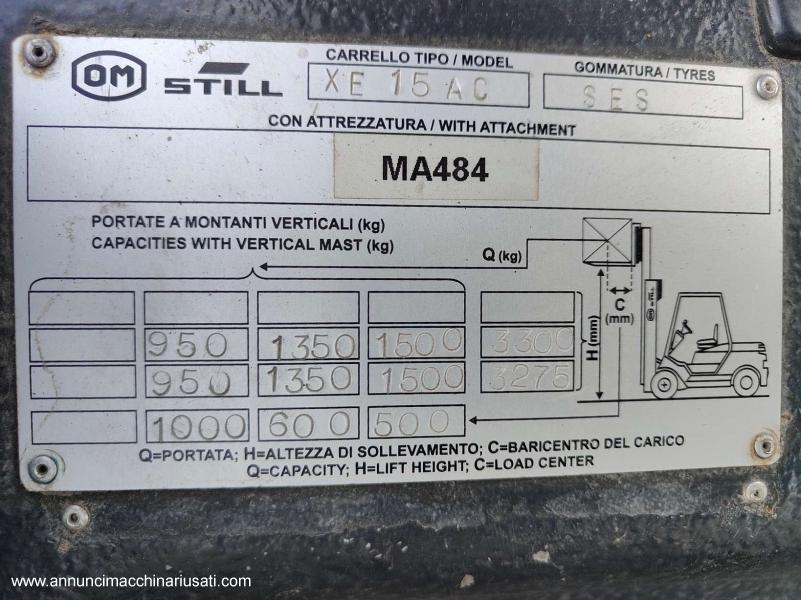 OM STILL
CARRELLO TIPO / MODEL
XE 15 AC
GOMMATURA / TYRES
SES
CON ATTREZZATURA / WITH ATTACHMENT
MA484
PORTATE A MONTANTI VERTICALI (kg)
CAPACITIES WITH VERTICAL MAST (kg)
Q (kg)
C
(mm)
H (mm)
OM STILL
950 1350 1500 3300
950 1350 1500 3275
1000 600 500
Q=PORTATA; H=ALTEZZA DI SOLLEVAMENTO; C=BARICENTRO DEL CARICO
Q=CAPACITY; H=LIFT HEIGHT; C=LOAD CENTER
www.annuncimacchinariusati.com